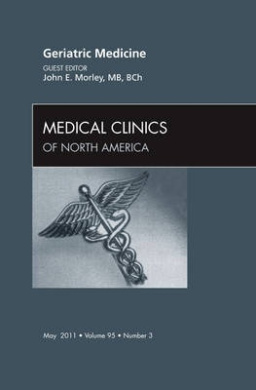 Geriatric Medicine
GUEST EDITOR
John E. Morley, MB, BCh
MEDICAL CLINICS
OF NORTH AMERICA
May 2011 • Volume 95 • Number 3